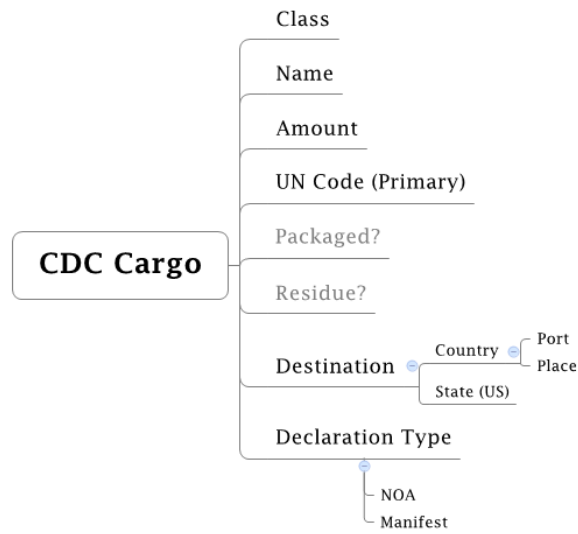 Class
Name
Amount
UN Code (Primary)
Packaged?
CDC Cargo
Residue?
Port
Country
Place
Destination
State (US)
Declaration Type
NOA
Manifest